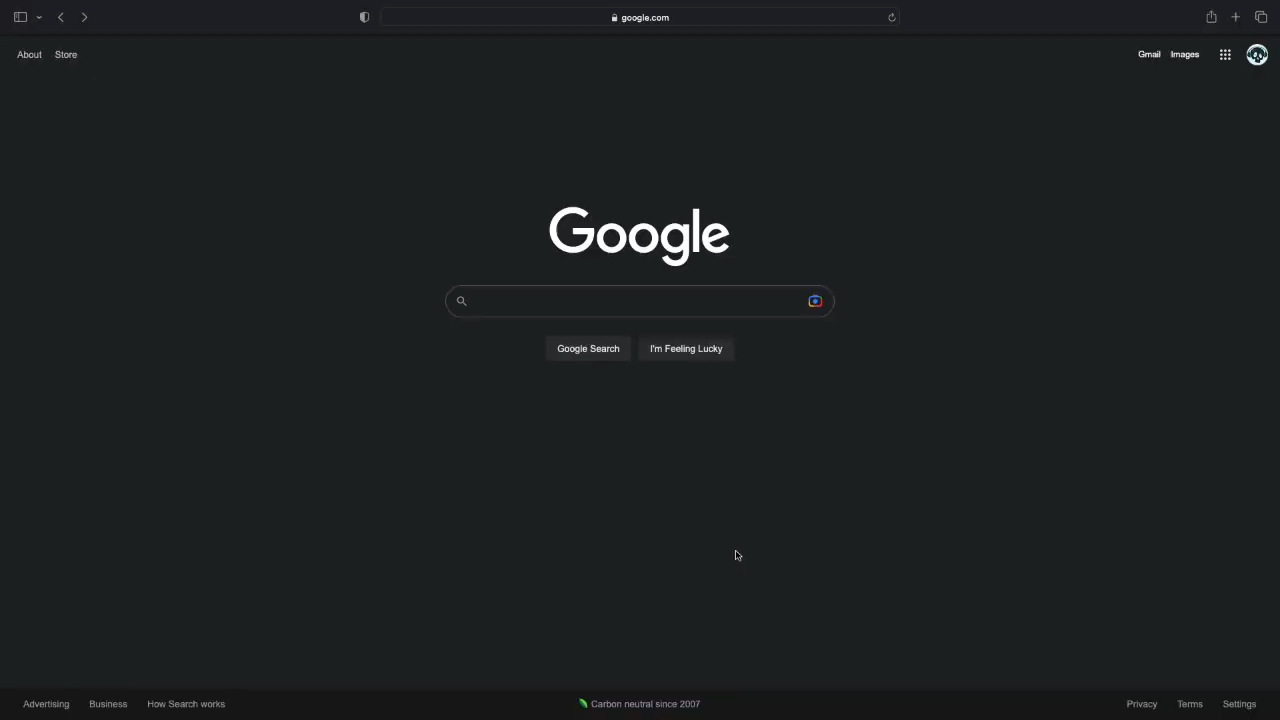 google.com
About Store
Gmail Images
Google
Google Search I'm Feeling Lucky
Advertising Business How Search works
Carbon neutral since 2007
Privacy Terms Settings